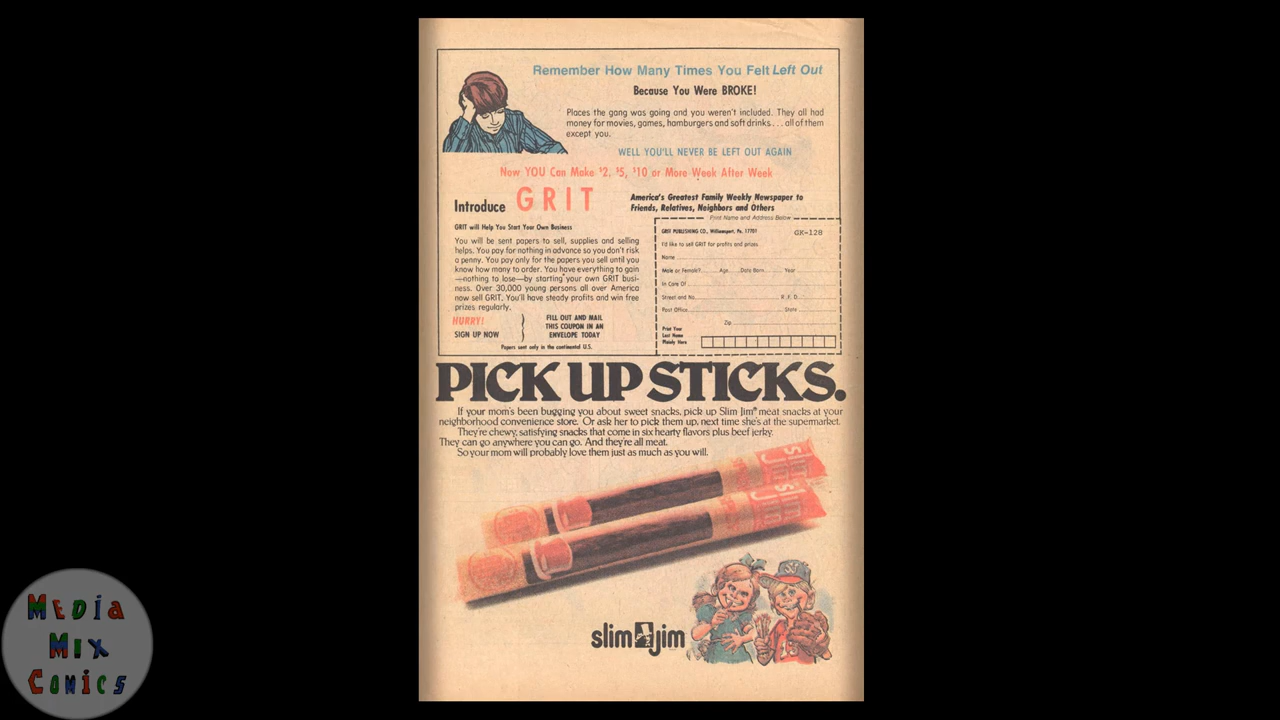 Remember How Many Times You Felt Left Out
Because You Were BROKE!
Places the gang was going and you weren't included. They all had
money for movies, games, hamburgers and soft drinks . . . all of them
except you.
WELL YOU'LL NEVER BE LEFT OUT AGAIN
Now YOU Can Make $2, $5, $10 or More Week After Week
Introduce GRIT
America's Greatest Family Weekly Newspaper to
Friends, Relatives, Neighbors and Others
GRIT will Help You Start Your Own Business
You will be sent papers to sell, supplies and selling
helps. You pay for nothing in advance so you don't risk
a penny. You pay only for the papers you sell until you
know how many to order. You have everything to gain
—nothing to lose—by starting your own GRIT busi-
ness. Over 30,000 young persons all over America
now sell GRIT. You'll have steady profits and win free
prizes regularly.
HURRY!
SIGN UP NOW
FILL OUT AND MAIL
THIS COUPON IN AN
ENVELOPE TODAY
Papers sent only in the continental U.S.
Print Name and Address Below
GRIT PUBLISHING CO., Williamsport, Pa. 17701 GK-128
I'd like to sell GRIT for profits and prizes
Name
Male or Female? Age Date Born Year
In Care Of
Street and No. R. F. D.
Post Office State
Zip
Print Your
Last Name
Plainly Here
PICK UP STICKS.
If your mom's been bugging you about sweet snacks, pick up Slim Jim® meat snacks at your
neighborhood convenience store. Or ask her to pick them up, next time she's at the supermarket.
They're chewy, satisfying snacks that come in six hearty flavors plus beef jerky.
They can go anywhere you can go. And they're all meat.
So your mom will probably love them just as much as you will.
slim jim
slim jim
slim jim
MEDIA
MIX
COMICS